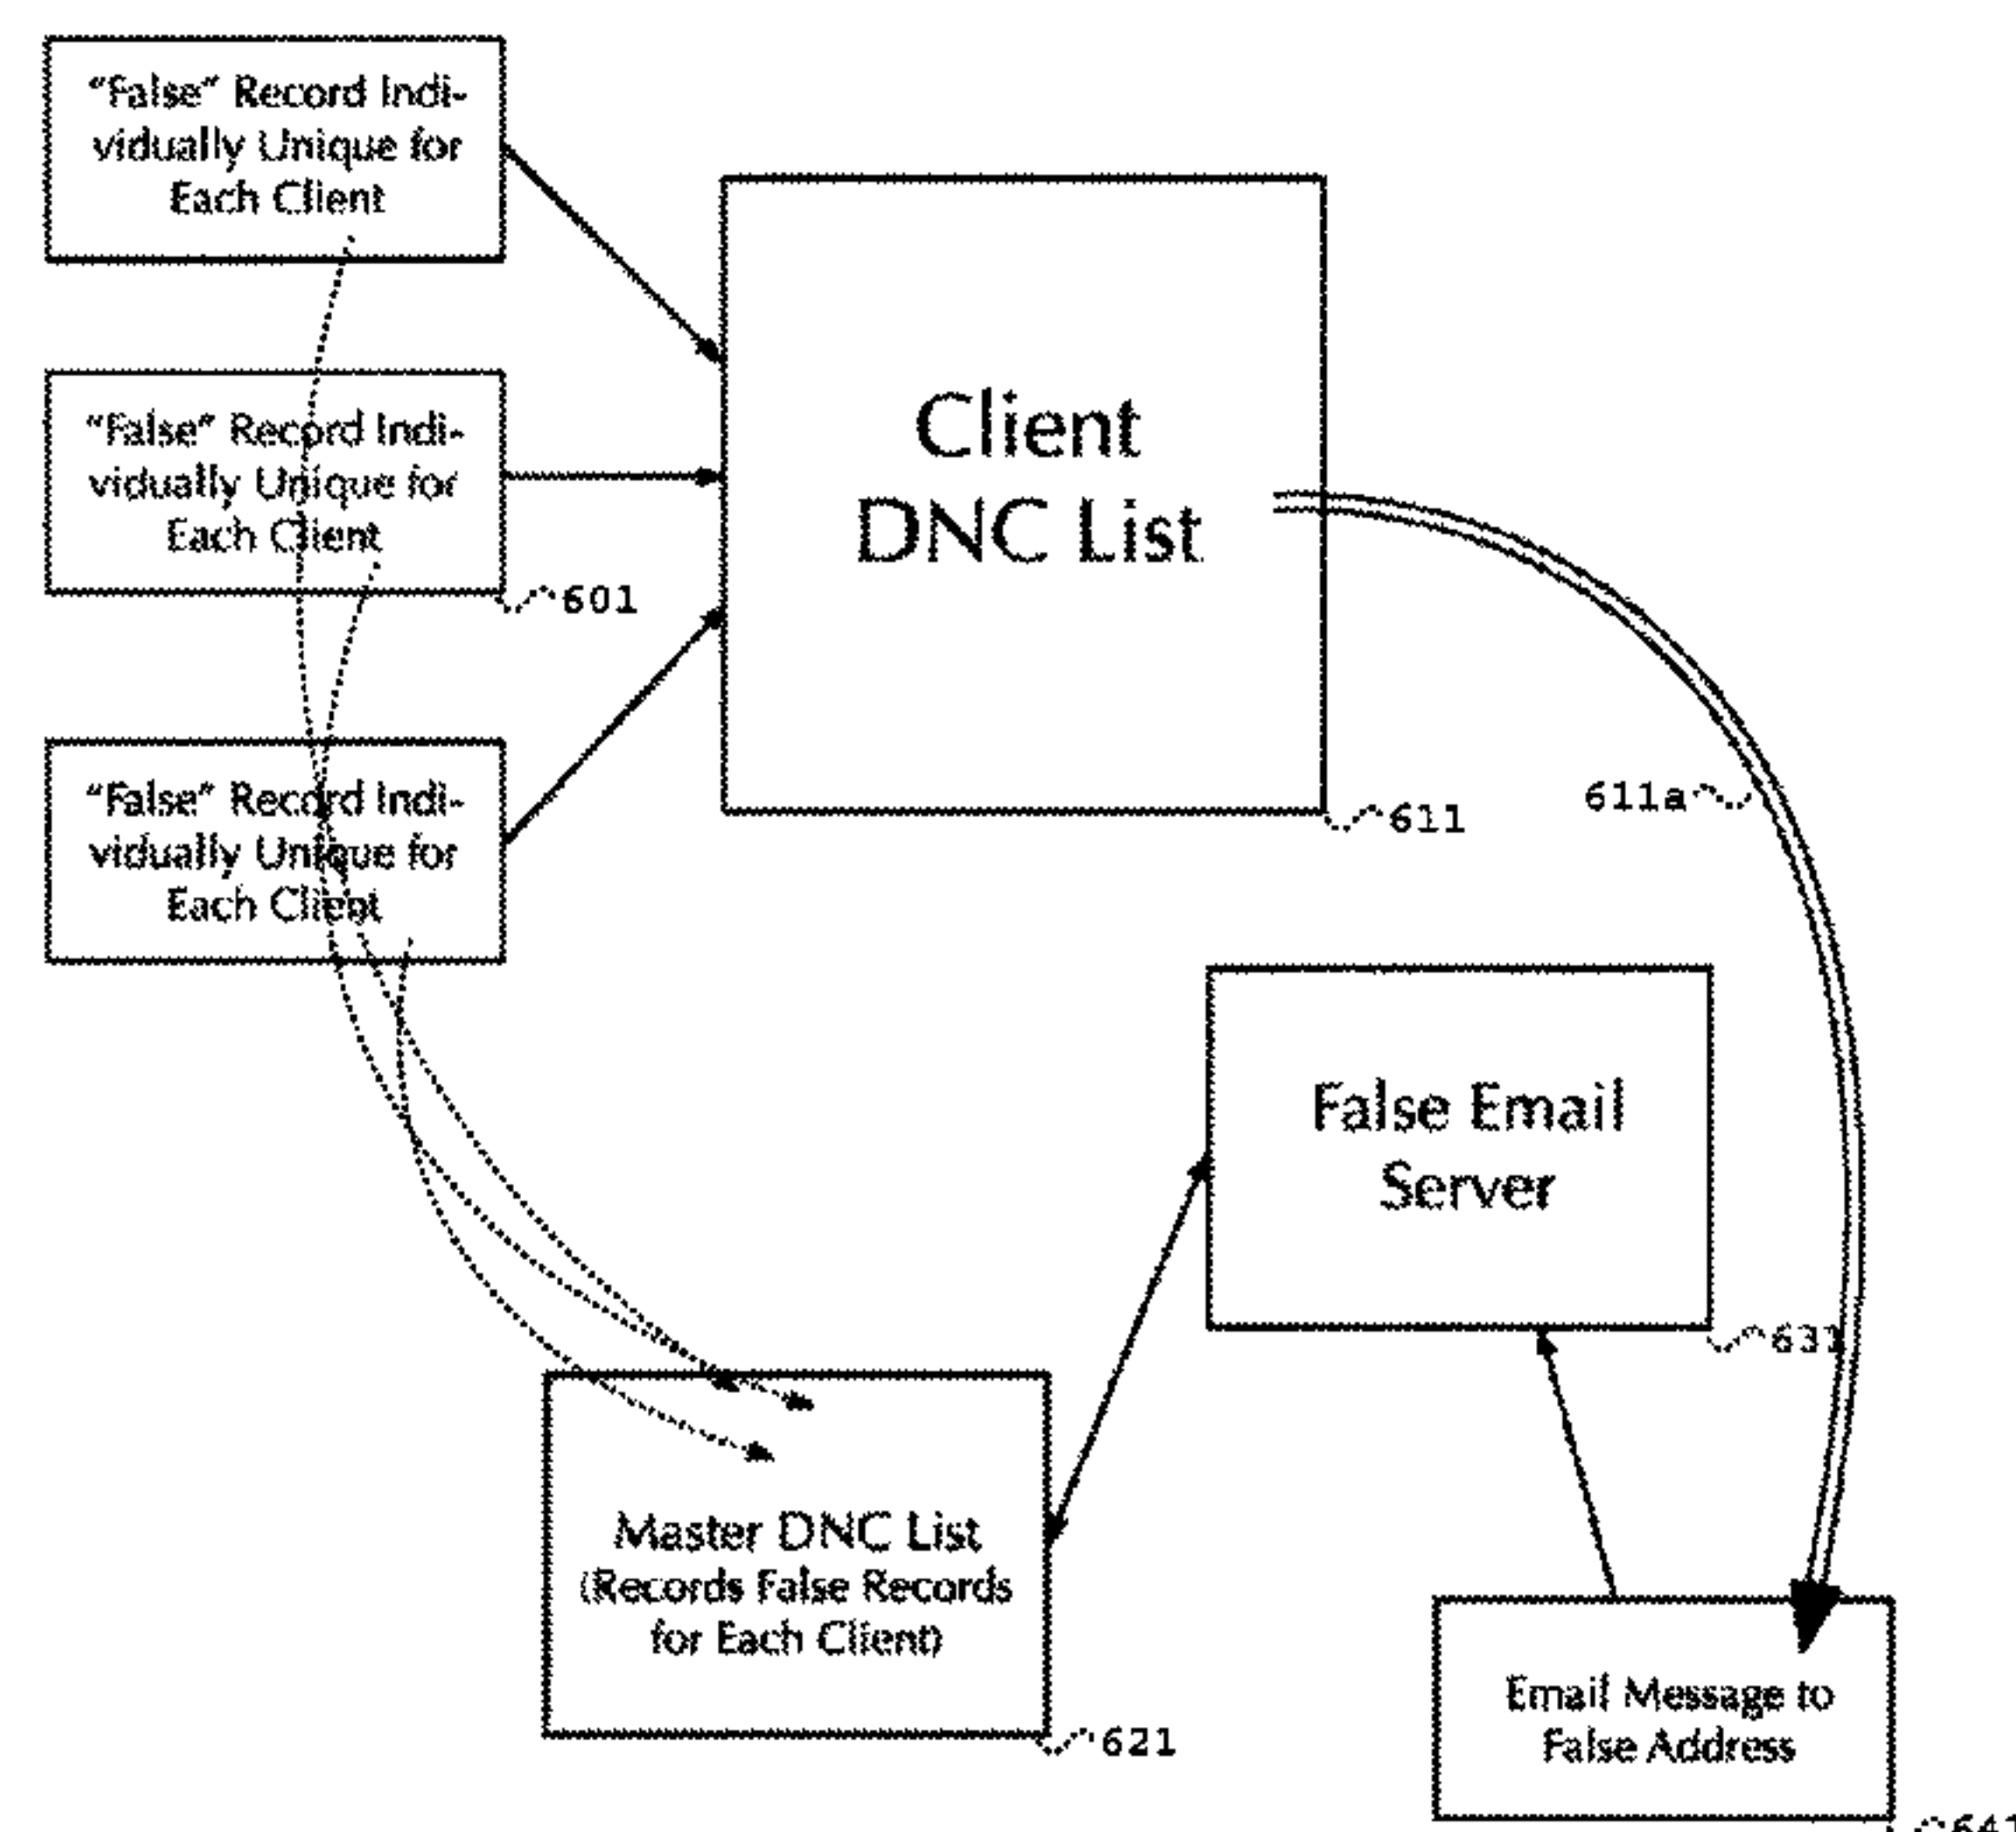 "False" Record Indi-
vidually Unique for
Each Client
"False" Record Indi-
vidually Unique for
Each Client
601
"False" Record Indi-
vidually Unique for
Each Client
Client
DNC List
611
611a
False Email
Server
631
Master DNC List
(Records False Records
for Each Client)
621
Email Message to
False Address
641